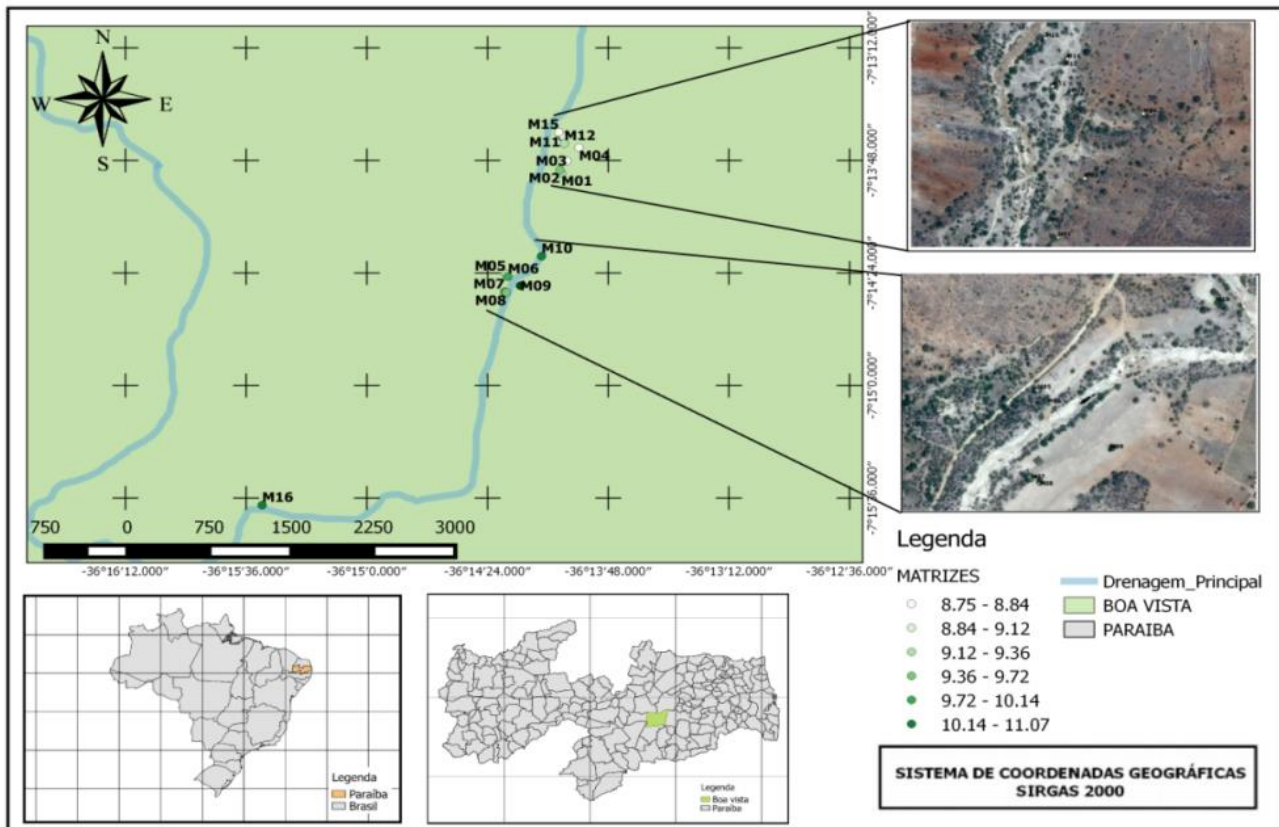 N
W
E
S
M15
M12
M11
M04
M03
M02
M01
M10
M05
M06
M07
M09
M08
M16
750
0
750
1500
2250
3000
-7°13'12.000"
-7°13'48.000"
-7°14'24.000"
-7°15'0.000"
-7°15'36.000"
-36°16'12.000"
-36°15'36.000"
-36°15'0.000"
-36°14'24.000"
-36°13'48.000"
-36°13'12.000"
-36°12'36.000"
Legenda
MATRIZES
8.75 - 8.84
8.84 - 9.12
9.12 - 9.36
9.36 - 9.72
9.72 - 10.14
10.14 - 11.07
Drenagem_Principal
BOA VISTA
PARAIBA
Legenda
Paraíba
Brasil
Legenda
Boa vista
Paraíba
SISTEMA DE COORDENADAS GEOGRÁFICAS
SIRGAS 2000